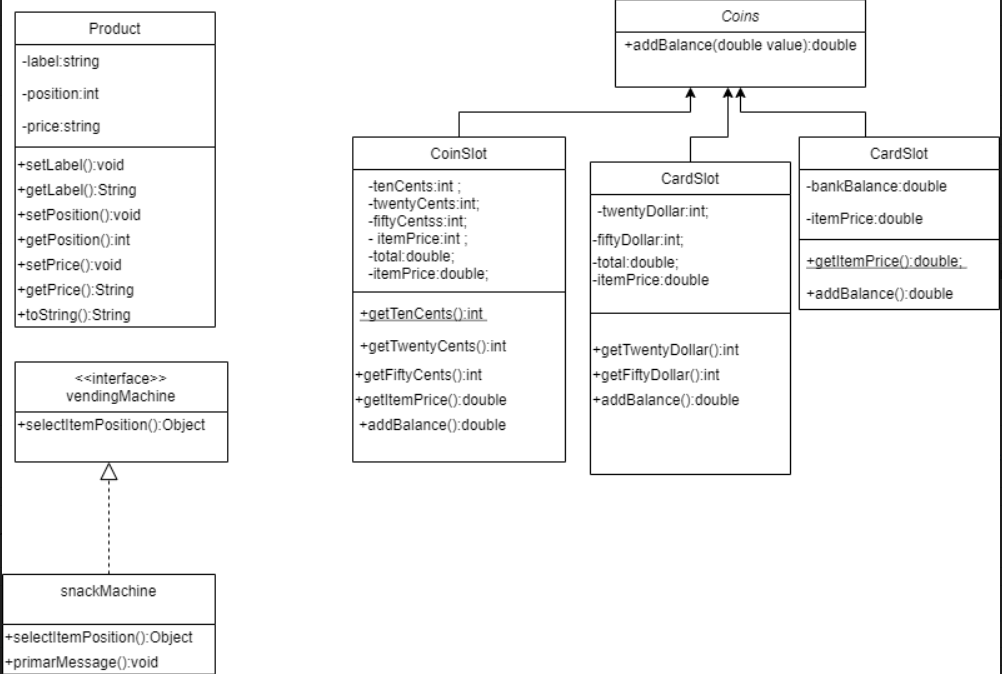 Product
-label:string
-position:int
-price:string
+setLabel():void
+getLabel():String
+setPosition():void
+getPosition():int
+setPrice():void
+getPrice():String
+toString():String
<<interface>>
vendingMachine
+selectItemPosition():Object
snackMachine
+selectItemPosition():Object
+primarMessage():void
Coins
+addBalance(double value):double
CoinSlot
-tenCents:int ;
-twentyCents:int;
-fiftyCentss:int;
- itemPrice:int ;
-total:double;
-itemPrice:double;
+getTenCents():int
+getTwentyCents():int
+getFiftyCents():int
+getItemPrice():double
+addBalance():double
CardSlot
-twentyDollar:int;
-fiftyDollar:int;
-total:double;
-itemPrice:double
+getTwentyDollar():int
+getFiftyDollar():int
+addBalance():double
CardSlot
-bankBalance:double
-itemPrice:double
+getItemPrice():double;
+addBalance():double